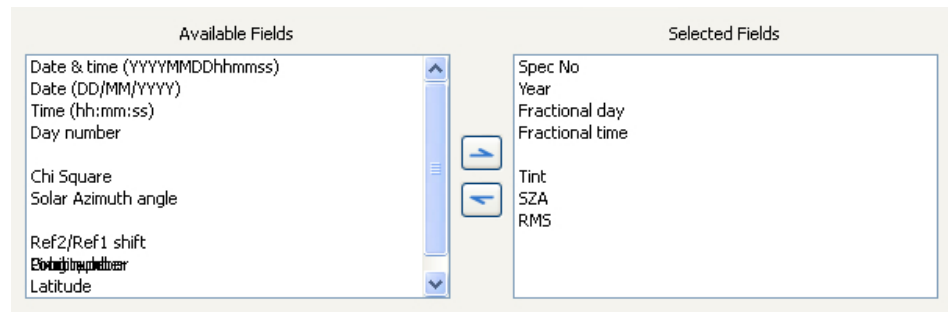 Available Fields
Date & time (YYYYMMDDhhmmss)
Date (DD/MM/YYYY)
Time (hh:mm:ss)
Day number
Chi Square
Solar Azimuth angle
Ref2/Ref1 shift
Latitude
Selected Fields
Spec No
Year
Fractional day
Fractional time
Tint
SZA
RMS